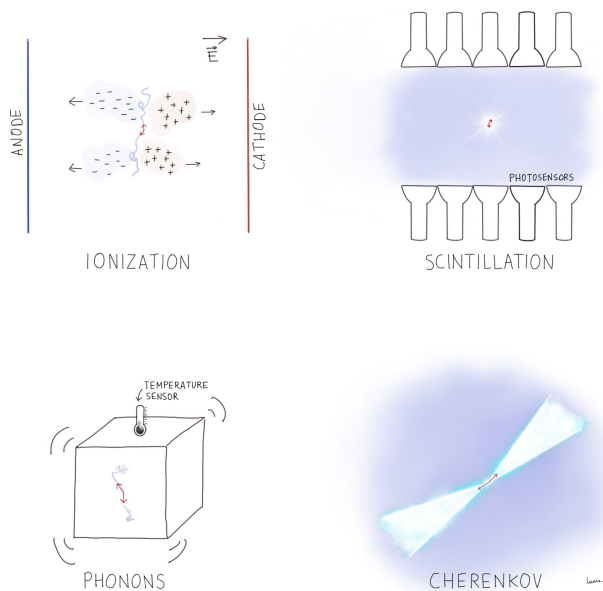 E
ANODE
CATHODE
IONIZATION
PHOTOSENSORS
SCINTILLATION
TEMPERATURE
SENSOR
PHONONS
CHERENKOV